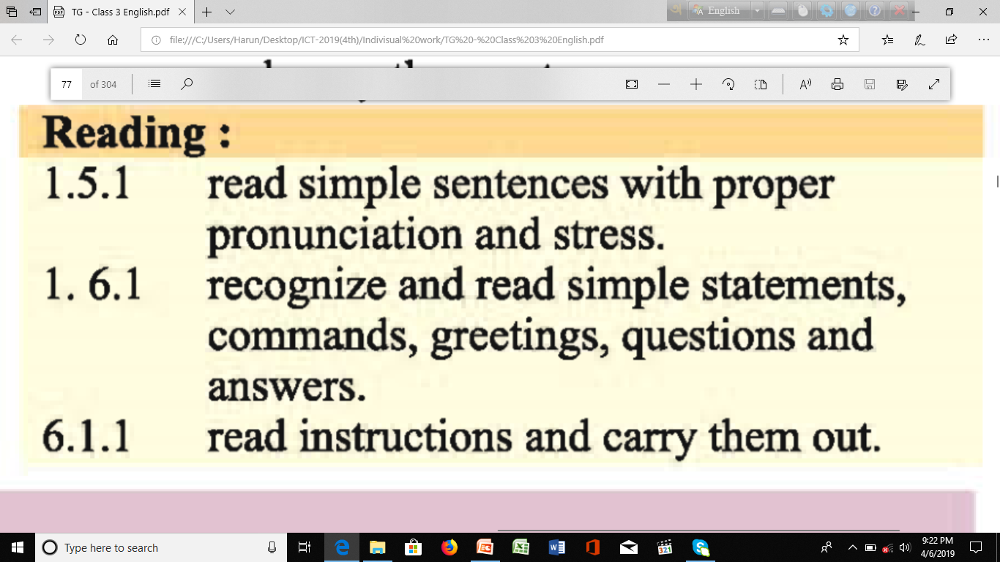 TG - Class 3 English.pdf
English
file:///C:/Users/Harun/Desktop/ICT-2019(4th)/Indivisual%20work/TG%20-%20Class%203%20English.pdf
77 of 304
Reading :
1.5.1 read simple sentences with proper
pronunciation and stress.
1. 6.1 recognize and read simple statements,
commands, greetings, questions and
answers.
6.1.1 read instructions and carry them out.
Type here to search
9:22 PM
4/6/2019